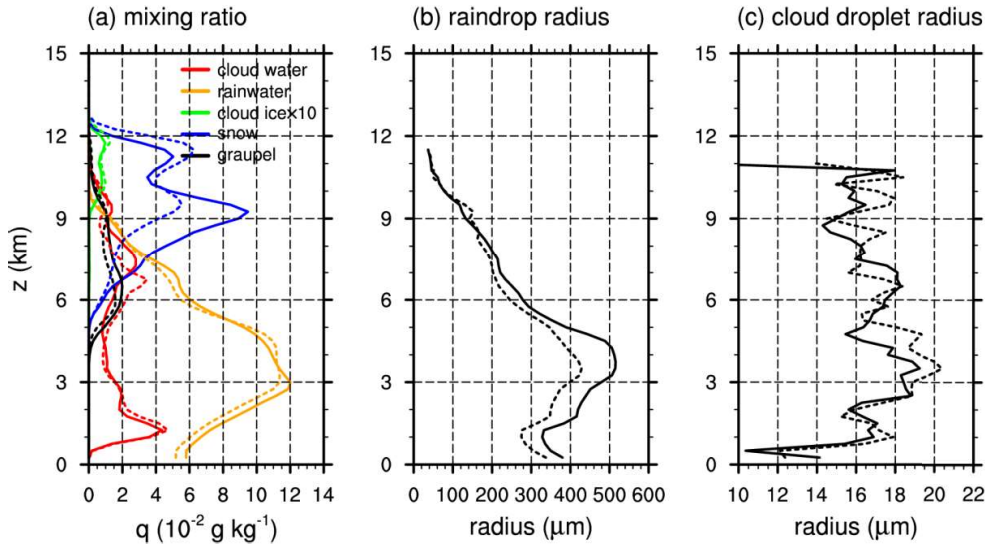 (a) mixing ratio
15
12
9
6
3
0
z (km)
cloud water
rainwater
cloud ice×10
snow
graupel
0 2 4 6 8 10 12 14
q (10⁻² g kg⁻¹)
(b) raindrop radius
15
12
9
6
3
0
0 100 200 300 400 500 600
radius (μm)
(c) cloud droplet radius
15
12
9
6
3
0
10 12 14 16 18 20 22
radius (μm)